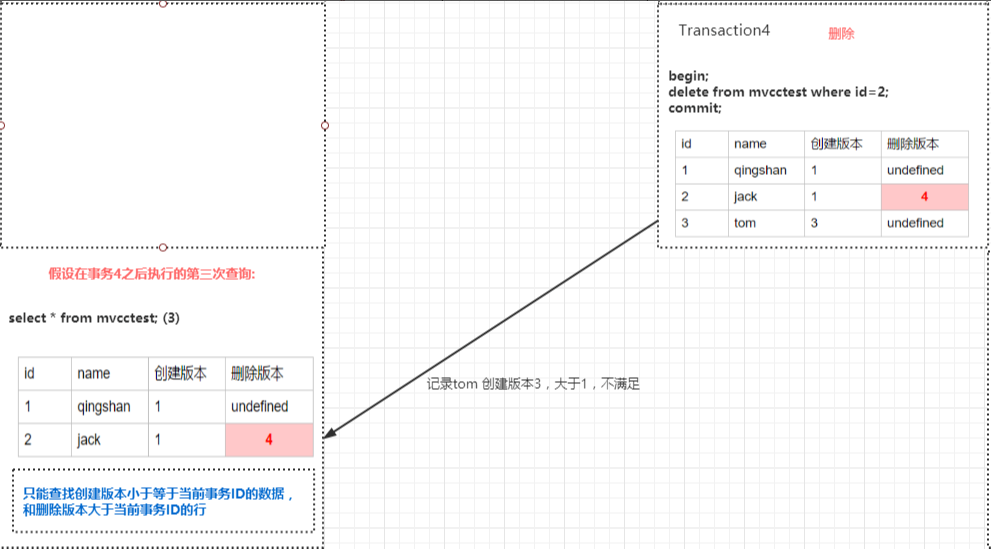 Transaction4 删除
begin;
delete from mvcctest where id=2;
commit;
id name 创建版本 删除版本
1 qingshan 1 undefined
2 jack 1 4
3 tom 3 undefined
假设在事务4之后执行的第三次查询:
select * from mvcctest; (3)
id name 创建版本 删除版本
1 qingshan 1 undefined
2 jack 1 4
记录tom 创建版本3，大于1，不满足
只能查找创建版本小于等于当前事务ID的数据，
和删除版本大于当前事务ID的行